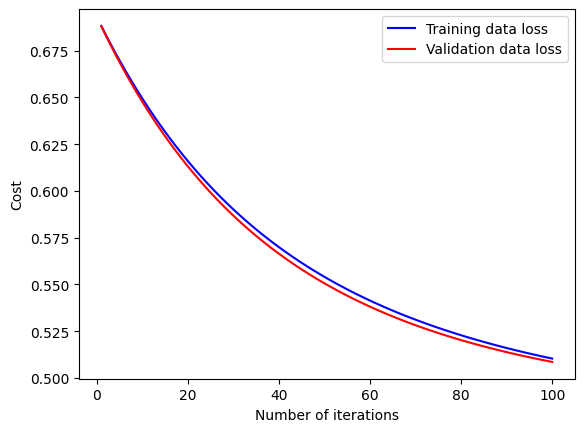 Training data loss
Validation data loss
0.675
0.650
0.625
0.600
0.575
0.550
0.525
0.500
Cost
0 20 40 60 80 100
Number of iterations